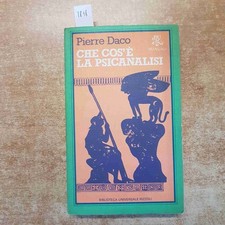 Pierre Daco
CHE COS'È
LA PSICANALISI
BIBLIOTECA UNIVERSALE RIZZOLI